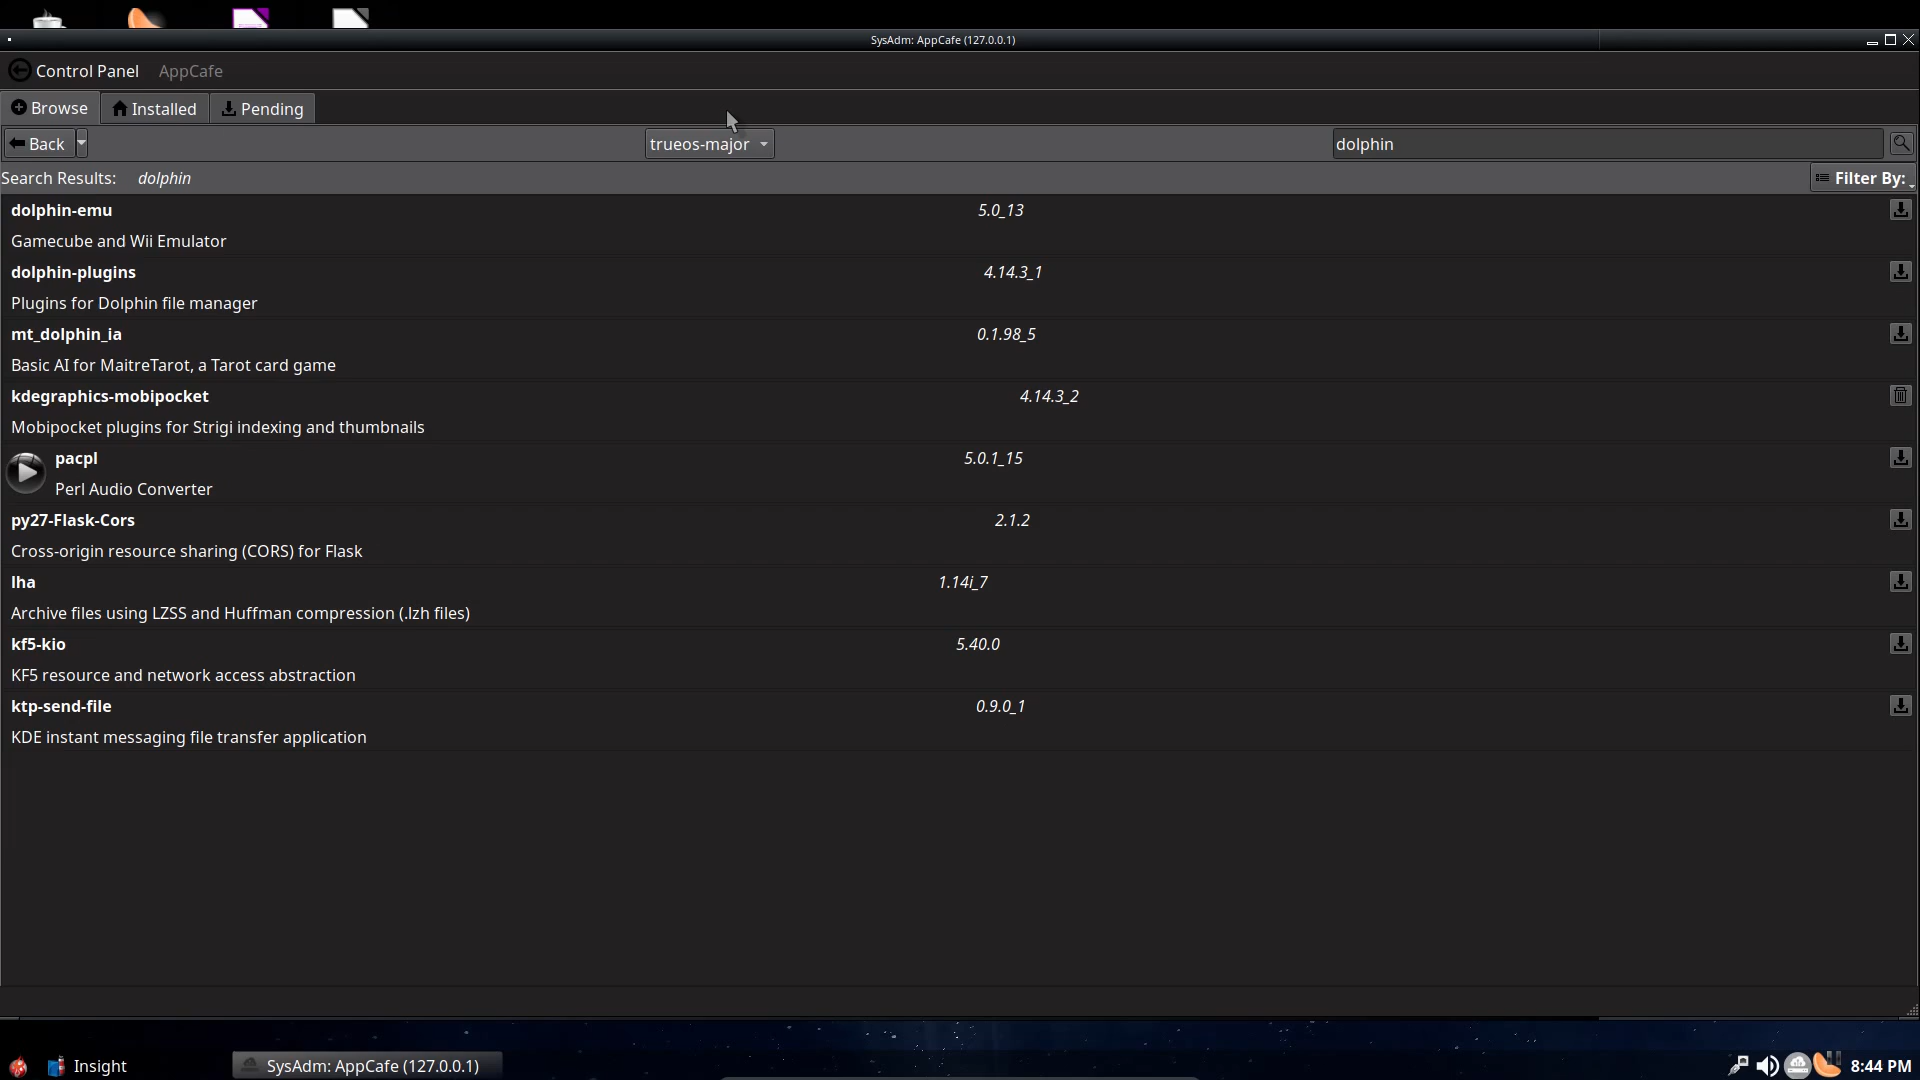 SysAdm: AppCafe (127.0.0.1)
Control Panel AppCafe
Browse Installed Pending
Back trueos-major dolphin
Search Results: dolphin Filter By:
dolphin-emu 5.0_13
Gamecube and Wii Emulator
dolphin-plugins 4.14.3_1
Plugins for Dolphin file manager
mt_dolphin_ia 0.1.98_5
Basic AI for MaitreTarot, a Tarot card game
kdegraphics-mobipocket 4.14.3_2
Mobipocket plugins for Strigi indexing and thumbnails
pacpl 5.0.1_15
Perl Audio Converter
py27-Flask-Cors 2.1.2
Cross-origin resource sharing (CORS) for Flask
lha 1.14i_7
Archive files using LZSS and Huffman compression (.lzh files)
kf5-kio 5.40.0
KF5 resource and network access abstraction
ktp-send-file 0.9.0_1
KDE instant messaging file transfer application
Insight SysAdm: AppCafe (127.0.0.1) 8:44 PM